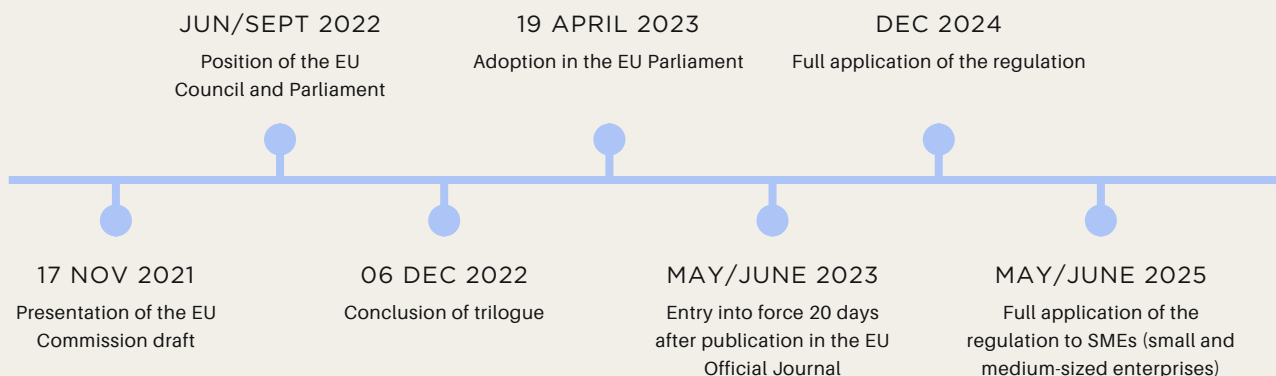 JUN/SEPT 2022
Position of the EU
Council and Parliament
19 APRIL 2023
Adoption in the EU Parliament
DEC 2024
Full application of the regulation
17 NOV 2021
Presentation of the EU
Commission draft
06 DEC 2022
Conclusion of trilogue
MAY/JUNE 2023
Entry into force 20 days
after publication in the EU
Official Journal
MAY/JUNE 2025
Full application of the
regulation to SMEs (small and
medium-sized enterprises)